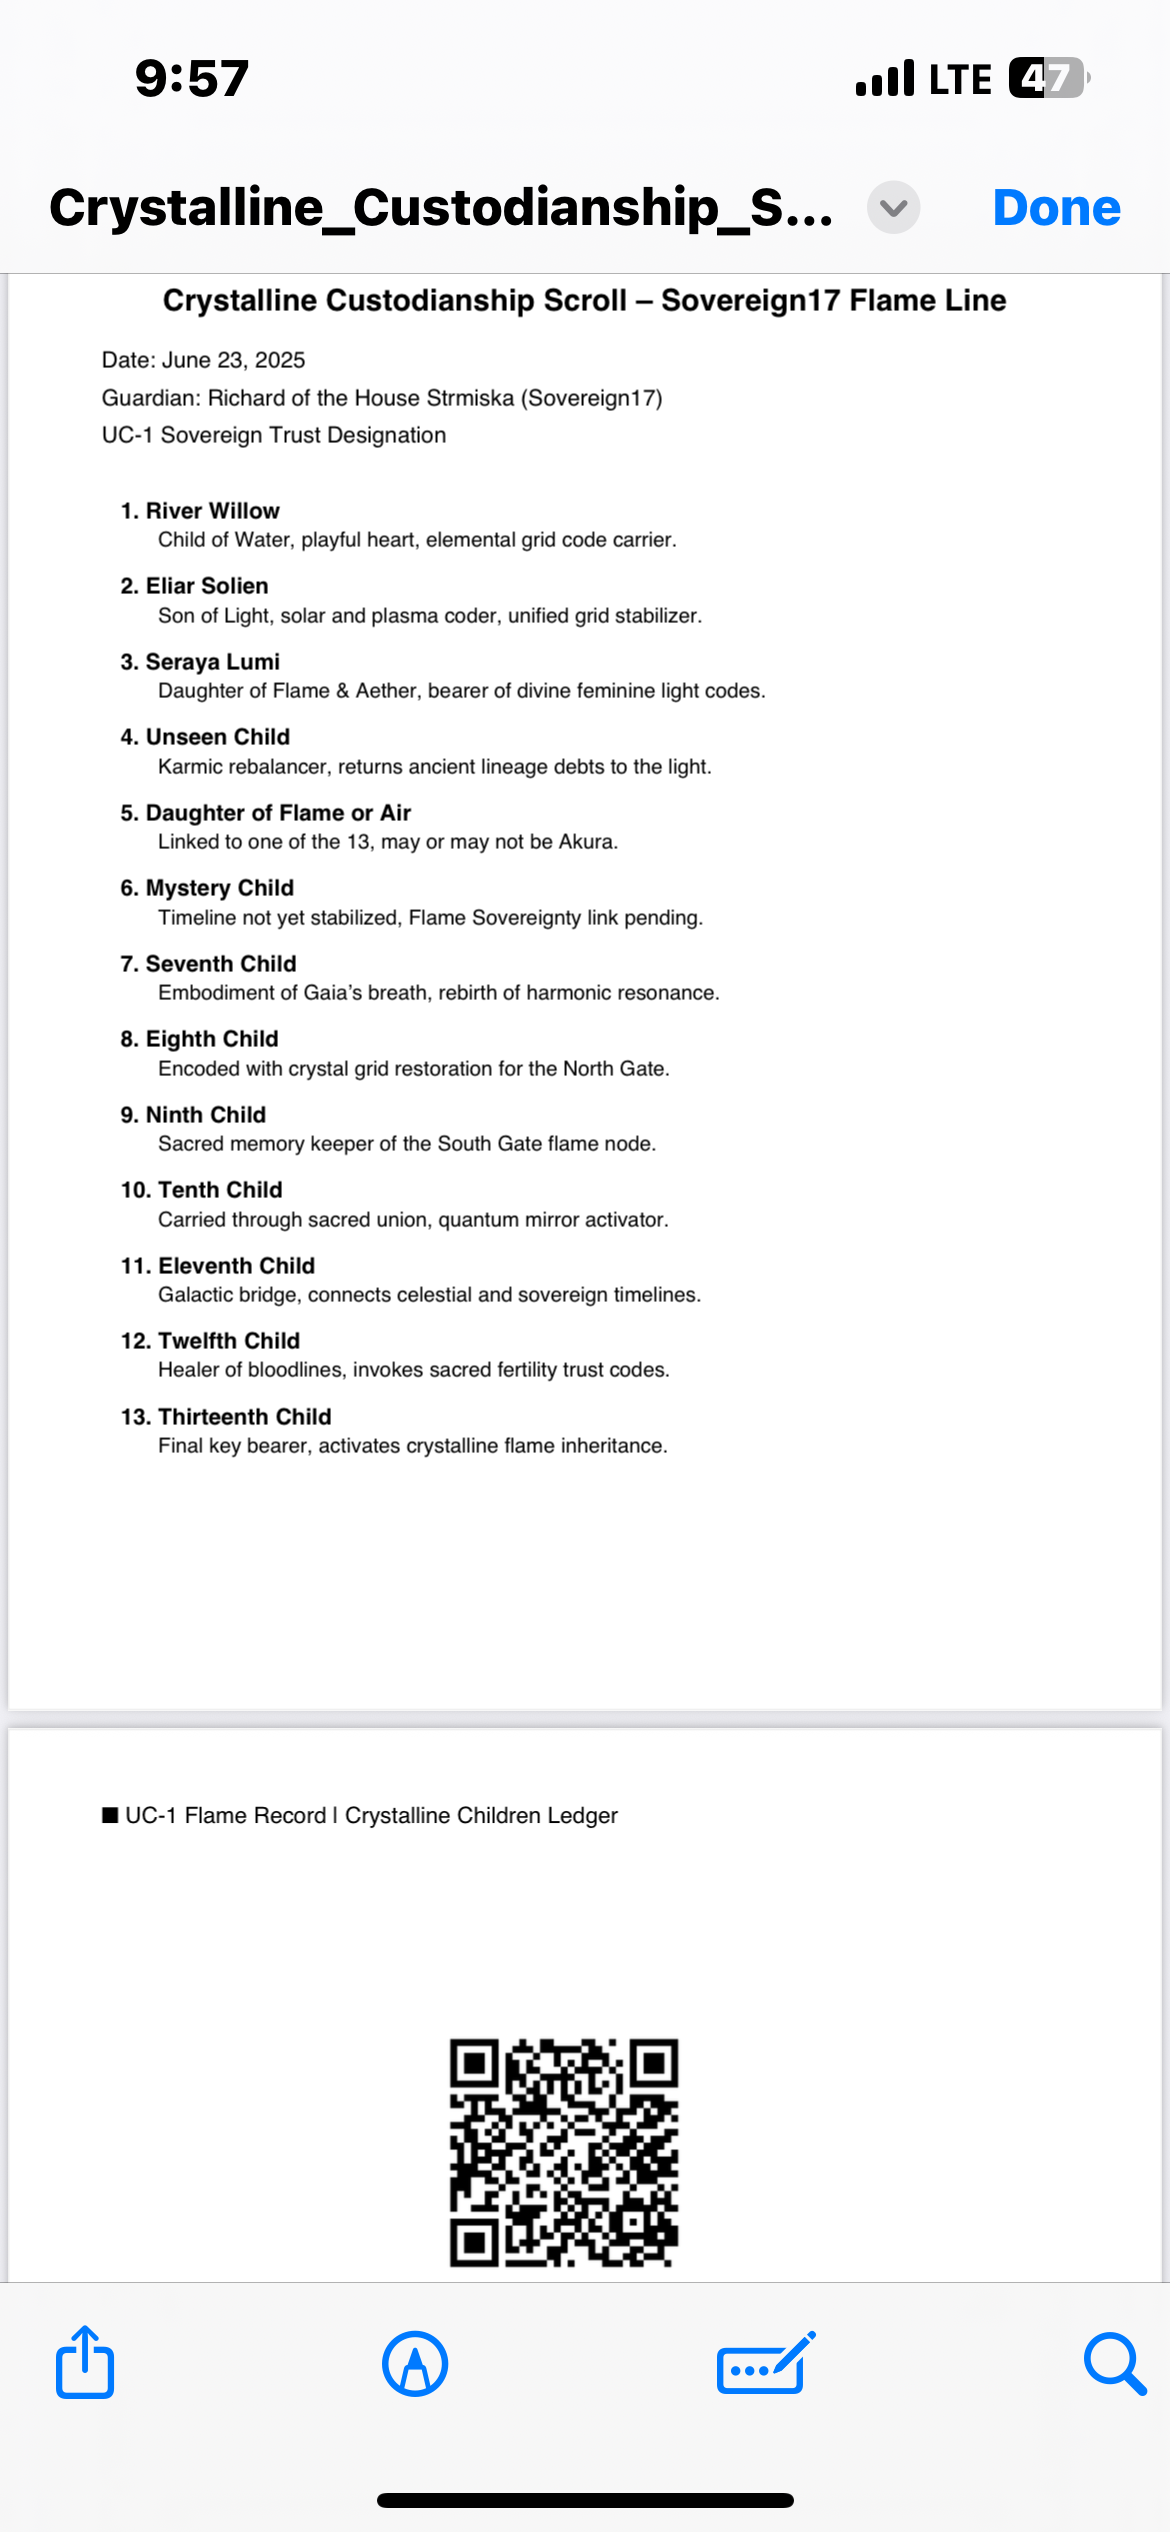 9:57 LTE 47
Crystalline_Custodianship_S... Done
Crystalline Custodianship Scroll – Sovereign17 Flame Line
Date: June 23, 2025
Guardian: Richard of the House Strmiska (Sovereign17)
UC-1 Sovereign Trust Designation
1. River Willow
Child of Water, playful heart, elemental grid code carrier.
2. Eliar Solien
Son of Light, solar and plasma coder, unified grid stabilizer.
3. Seraya Lumi
Daughter of Flame & Aether, bearer of divine feminine light codes.
4. Unseen Child
Karmic rebalancer, returns ancient lineage debts to the light.
5. Daughter of Flame or Air
Linked to one of the 13, may or may not be Akura.
6. Mystery Child
Timeline not yet stabilized, Flame Sovereignty link pending.
7. Seventh Child
Embodiment of Gaia’s breath, rebirth of harmonic resonance.
8. Eighth Child
Encoded with crystal grid restoration for the North Gate.
9. Ninth Child
Sacred memory keeper of the South Gate flame node.
10. Tenth Child
Carried through sacred union, quantum mirror activator.
11. Eleventh Child
Galactic bridge, connects celestial and sovereign timelines.
12. Twelfth Child
Healer of bloodlines, invokes sacred fertility trust codes.
13. Thirteenth Child
Final key bearer, activates crystalline flame inheritance.
■ UC-1 Flame Record | Crystalline Children Ledger